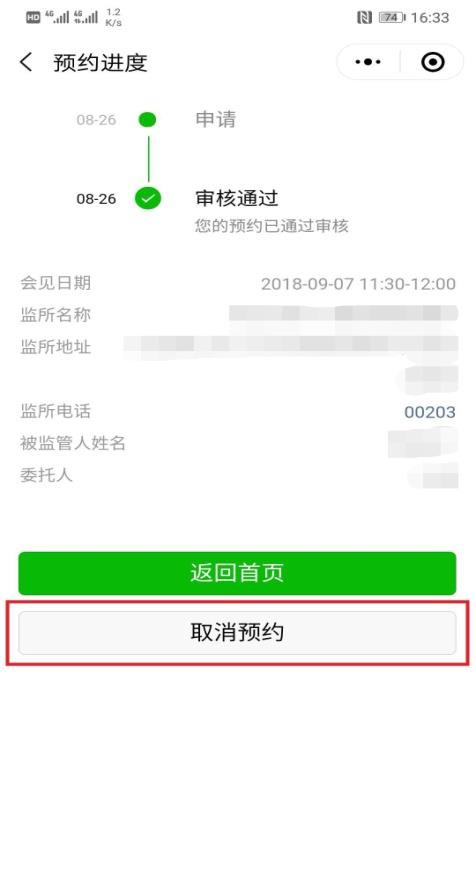 HD 4G 4G 1.2 K/s 74 16:33
预约进度
08-26 申请
08-26 审核通过
您的预约已通过审核
会见日期 2018-09-07 11:30-12:00
监所名称
监所地址
监所电话 00203
被监管人姓名
委托人
返回首页
取消预约